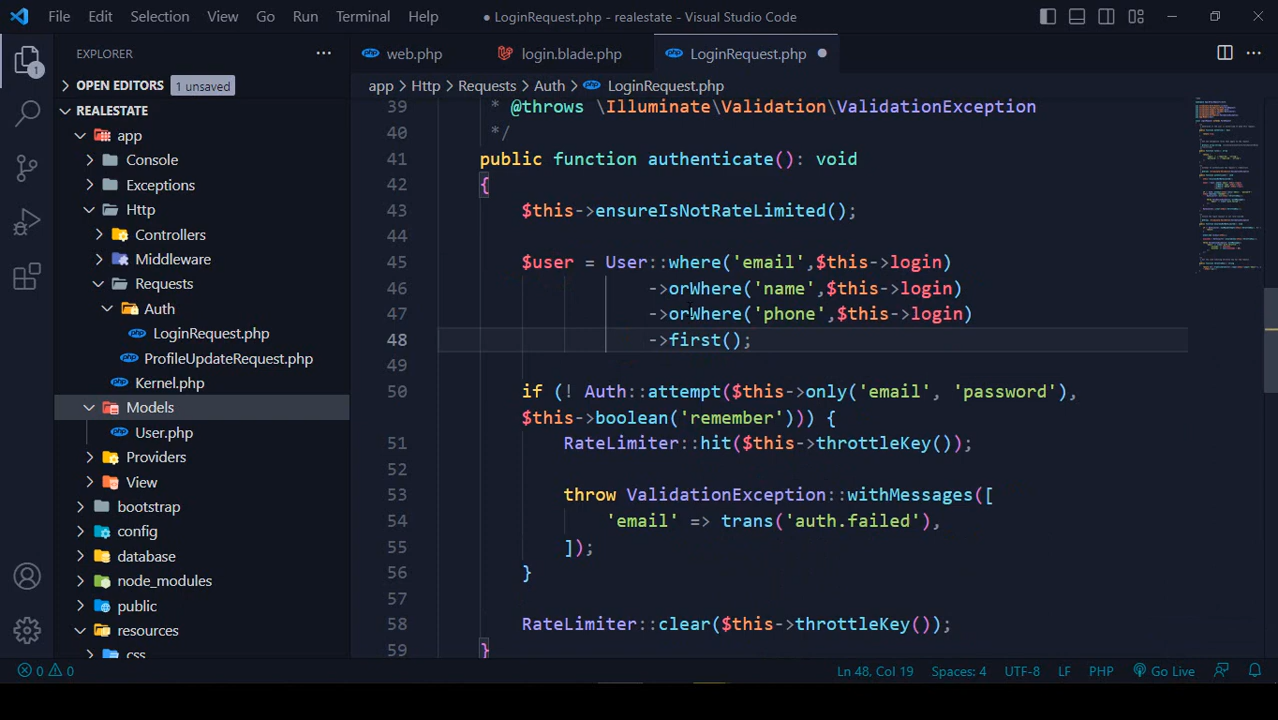 File Edit Selection View Go Run Terminal Help ● LoginRequest.php - realestate - Visual Studio Code
EXPLORER ···
web.php login.blade.php LoginRequest.php ●
OPEN EDITORS 1 unsaved
app > Http > Requests > Auth > LoginRequest.php
REALESTATE
app
Console
Exceptions
Http
Controllers
Middleware
Requests
Auth
LoginRequest.php
ProfileUpdateRequest.php
Kernel.php
Models
User.php
Providers
View
bootstrap
config
database
node_modules
public
resources
css
1
39 * @throws \Illuminate\Validation\ValidationException
40 */
41 public function authenticate(): void
42 {
43 $this->ensureIsNotRateLimited();
44
45 $user = User::where('email',$this->login)
46 ->orWhere('name',$this->login)
47 ->orWhere('phone',$this->login)
48 ->first();
49
50 if (! Auth::attempt($this->only('email', 'password'),
$this->boolean('remember'))) {
51 RateLimiter::hit($this->throttleKey());
52
53 throw ValidationException::withMessages([
54 'email' => trans('auth.failed'),
55 ]);
56 }
57
58 RateLimiter::clear($this->throttleKey());
59 }
0 0 Ln 48, Col 19 Spaces: 4 UTF-8 LF PHP Go Live